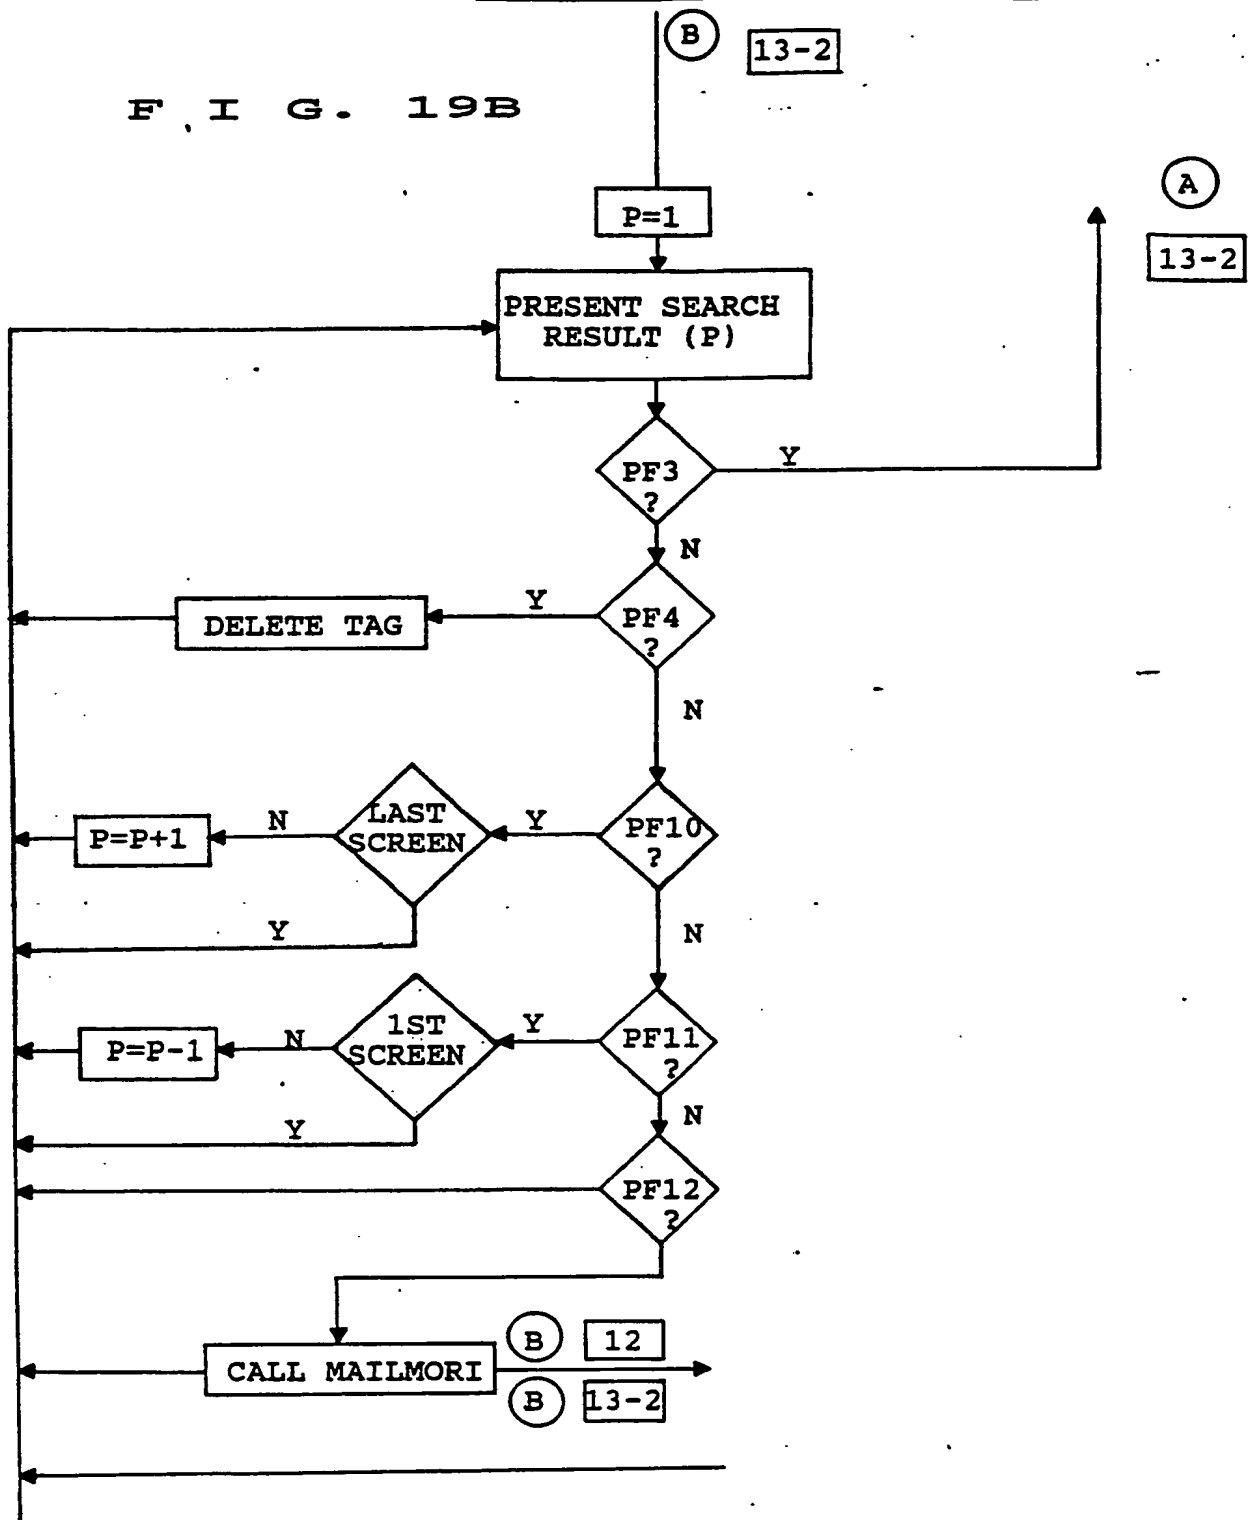 B
13-2
F I G. 19B
A
P=1
13-2
PRESENT SEARCH
RESULT (P)
Y
PF3
?
N
Y
PF4
?
DELETE TAG
N
LAST
SCREEN
N
Y
PF10
?
P=P+1
Y
N
1ST
SCREEN
N
Y
PF11
?
P=P-1
Y
N
PF12
?
B
12
CALL MAILMORI
B
13-2